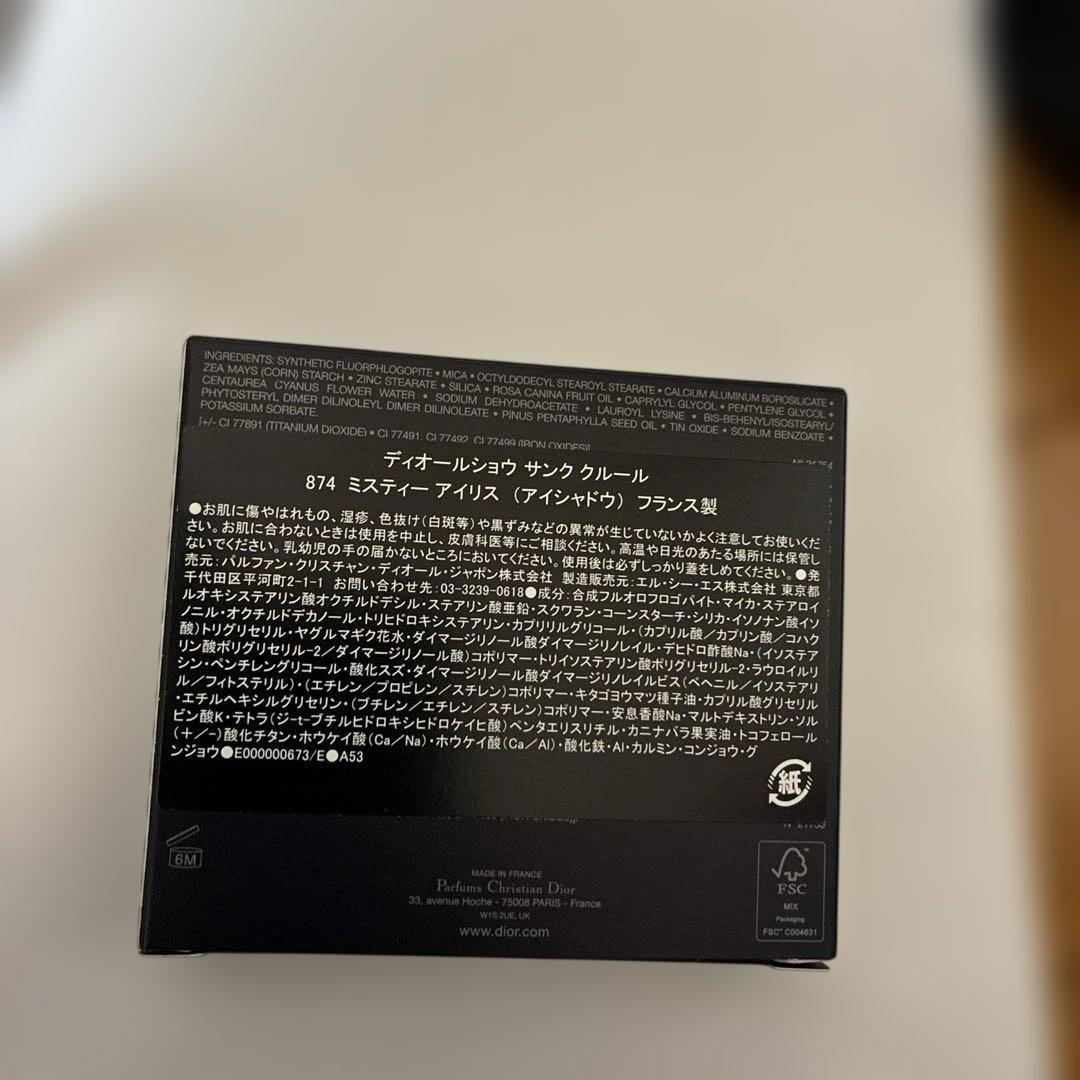 INGREDIENTS: SYNTHETIC FLUORPHLOGOPITE • MICA • OCTYLDODECYL STEAROYL STEARATE • CALCIUM ALUMINUM BOROSILICATE •
ZEA MAYS (CORN) STARCH • ZINC STEARATE • SILICA • ROSA CANINA FRUIT OIL • CAPRYLYL GLYCOL • PENTYLENE GLYCOL •
CENTAUREA CYANUS FLOWER WATER • SODIUM DEHYDROACETATE • LAUROYL LYSINE • BIS-BEHENYL/ISOSTEARYL/
PHYTOSTERYL DIMER DILINOLEYL DIMER DILINOLEATE • PINUS PENTAPHYLLA SEED OIL • TIN OXIDE • SODIUM BENZOATE •
POTASSIUM SORBATE.
[+/- CI 77891 (TITANIUM DIOXIDE) • CI 77491, CI 77492, CI 77499 (IRON OXIDES)]
ディオールショウ サンク クルール
874 ミスティー アイリス （アイシャドウ） フランス製
●お肌に傷やはれもの、湿疹、色抜け（白斑等）や黒ずみなどの異常が生じていないかよく注意してお使いくだ
さい。お肌に合わないときは使用を中止し、皮膚科医等にご相談ください。高温や日光のあたる場所には保管し
ないでください。乳幼児の手の届かないところにおいてください。使用後は必ずしっかり蓋をしめてください。●発
売元：パルファン・クリスチャン・ディオール・ジャポン株式会社 製造販売元：エル・シー・エス株式会社 東京都
千代田区平河町2-1-1 お問い合わせ先：03-3239-0618●成分：合成フルオロフロゴパイト・マイカ・ステアロイ
ルオキシステアリン酸オクチルドデシル・ステアリン酸亜鉛・スクワラン・コーンスターチ・シリカ・イソノナン酸イソ
ノニル・オクチルドデカノール・トリヒドロキシステアリン・カプリリルグリコール・（カプリル酸／カプリン酸／コハク
酸）トリグリセリル・ヤグルマギク花水・ダイマージリノール酸ダイマージリノレイル・デヒドロ酢酸Na・（イソステア
リン酸ポリグリセリル-2／ダイマージリノール酸）コポリマー・トリイソステアリン酸ポリグリセリル-2・ラウロイルリ
シン・ペンチレングリコール・酸化スズ・ダイマージリノール酸ダイマージリノレイルビス（ベヘニル／イソステアリ
ル／フィトステリル）・（エチレン／プロピレン／スチレン）コポリマー・キタゴヨウマツ種子油・カプリル酸グリセリル
・エチルヘキシルグリセリン・（ブチレン／エチレン／スチレン）コポリマー・安息香酸Na・マルトデキストリン・ソル
ビン酸K・テトラ（ジ-t-ブチルヒドロキシヒドロケイヒ酸）ペンタエリスリチル・カニナバラ果実油・トコフェロール
（＋／−）酸化チタン・ホウケイ酸（Ca／Na）・ホウケイ酸（Ca／Al）・酸化鉄・Al・カルミン・コンジョウ・グ
ンジョウ●E000000673/E●A53
紙
6M
MADE IN FRANCE
Parfums Christian Dior
33, avenue Hoche - 75008 PARIS - France
W1S 2UE, UK
www.dior.com
FSC
MIX
Packaging
FSC™ C004631